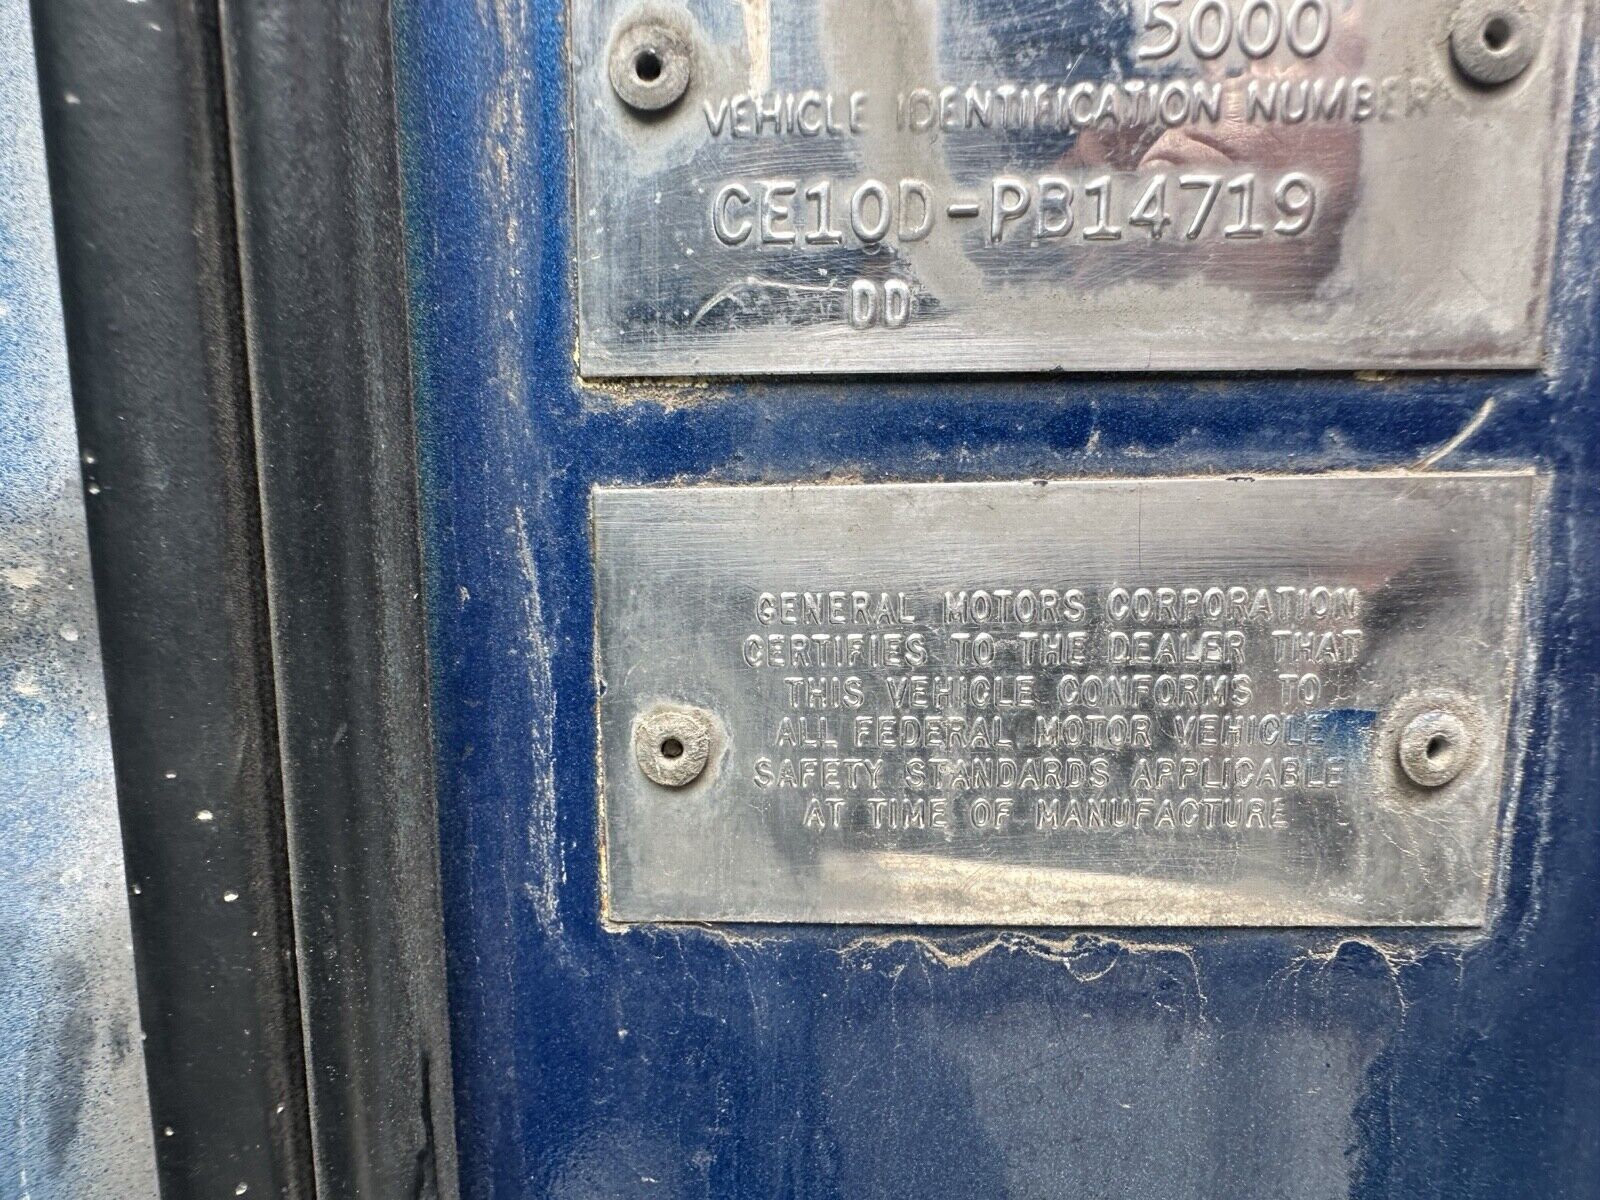 5000
VEHICLE IDENTIFICATION NUMBER
CE10D-PB14719
00
GENERAL MOTORS CORPORATION
CERTIFIES TO THE DEALER THAT
THIS VEHICLE CONFORMS TO
ALL FEDERAL MOTOR VEHICLE
SAFETY STANDARDS APPLICABLE
AT TIME OF MANUFACTURE